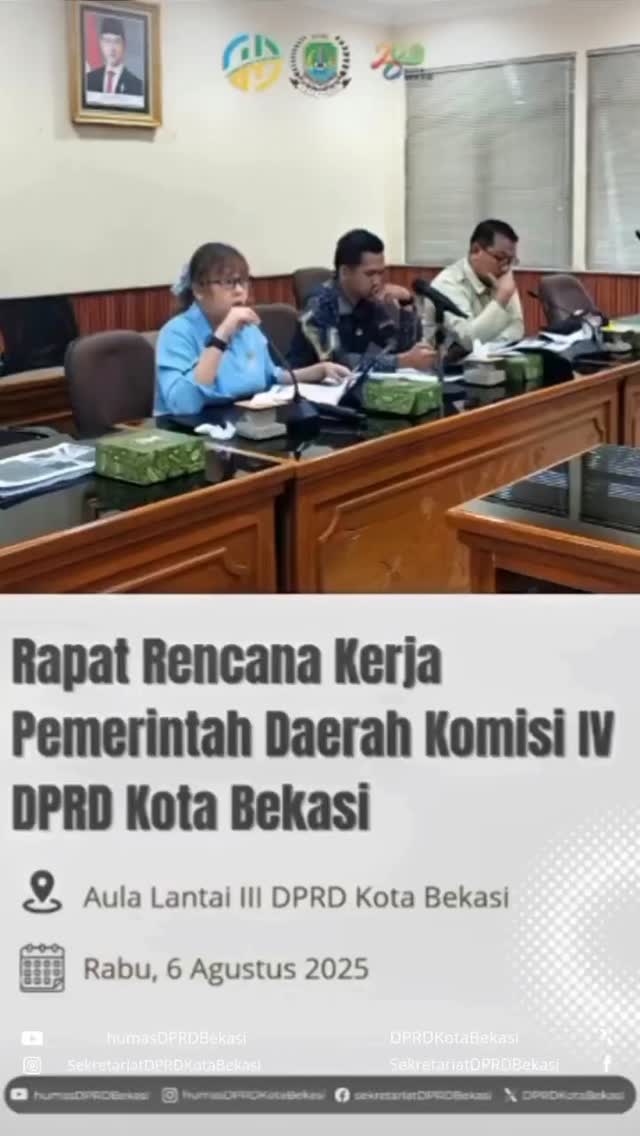 Rapat Rencana Kerja
Pemerintah Daerah Komisi IV
DPRD Kota Bekasi
Aula Lantai III DPRD Kota Bekasi
Rabu, 6 Agustus 2025
humasDPRDBekasi
DPRDKotaBekasi
SekretariatDPRDKotaBekasi
SekretariatDPRDBekasi
humasDPRDBekasi humasDPRDKotaBekasi sekretariatDPRDBekasi DPRDKotaBekasi